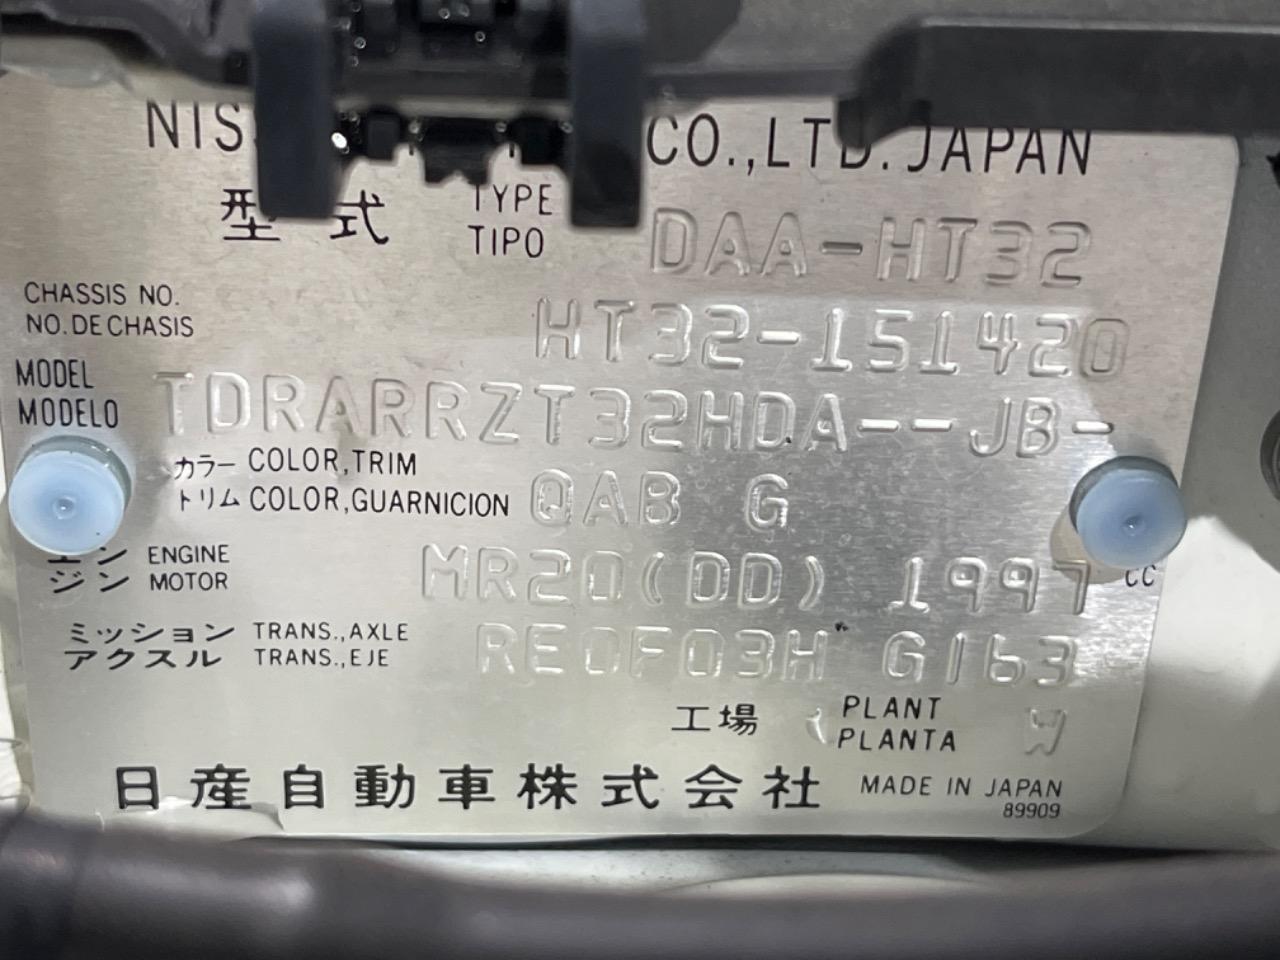 CO.,LTD. JAPAN
型式 TYPE DAA-HT32
TIPO
CHASSIS NO. HT32-151420
NO. DE CHASIS
MODEL TDRARRZT32HDA--JB-
MODELO
カラー COLOR,TRIM QAB G
トリム COLOR,GUARNICION
エン ENGINE MR20(DD) 1997 CC
ジン MOTOR
ミッション TRANS.,AXLE RE0F03H G163
アクスル TRANS.,EJE
工場 PLANT W
PLANTA
日産自動車株式会社 MADE IN JAPAN
89909